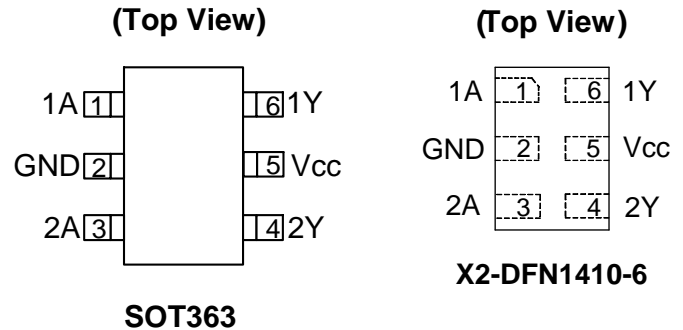 (Top View)
1A 1 6 1Y
GND 2 5 Vcc
2A 3 4 2Y
SOT363
(Top View)
1A 1 6 1Y
GND 2 5 Vcc
2A 3 4 2Y
X2-DFN1410-6